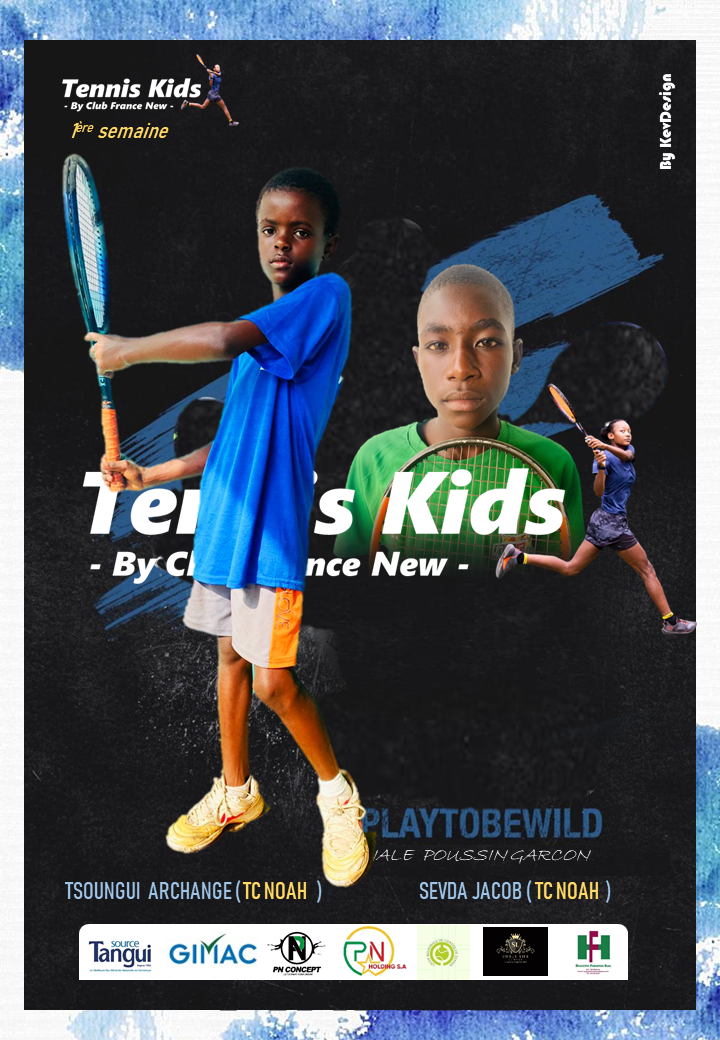 Tennis Kids
- By Club France New -
1ère semaine
By KevDesign
Te is Kids
- By Cl nce New -
PLAYTOBEWILD
IALE POUSSIN GARCON
TSOUNGUI ARCHANGE ( TC NOAH )
SEVDA JACOB ( TC NOAH )
source
Tangui
GIMAC
PN CONCEPT
PN
HOLDING S.A